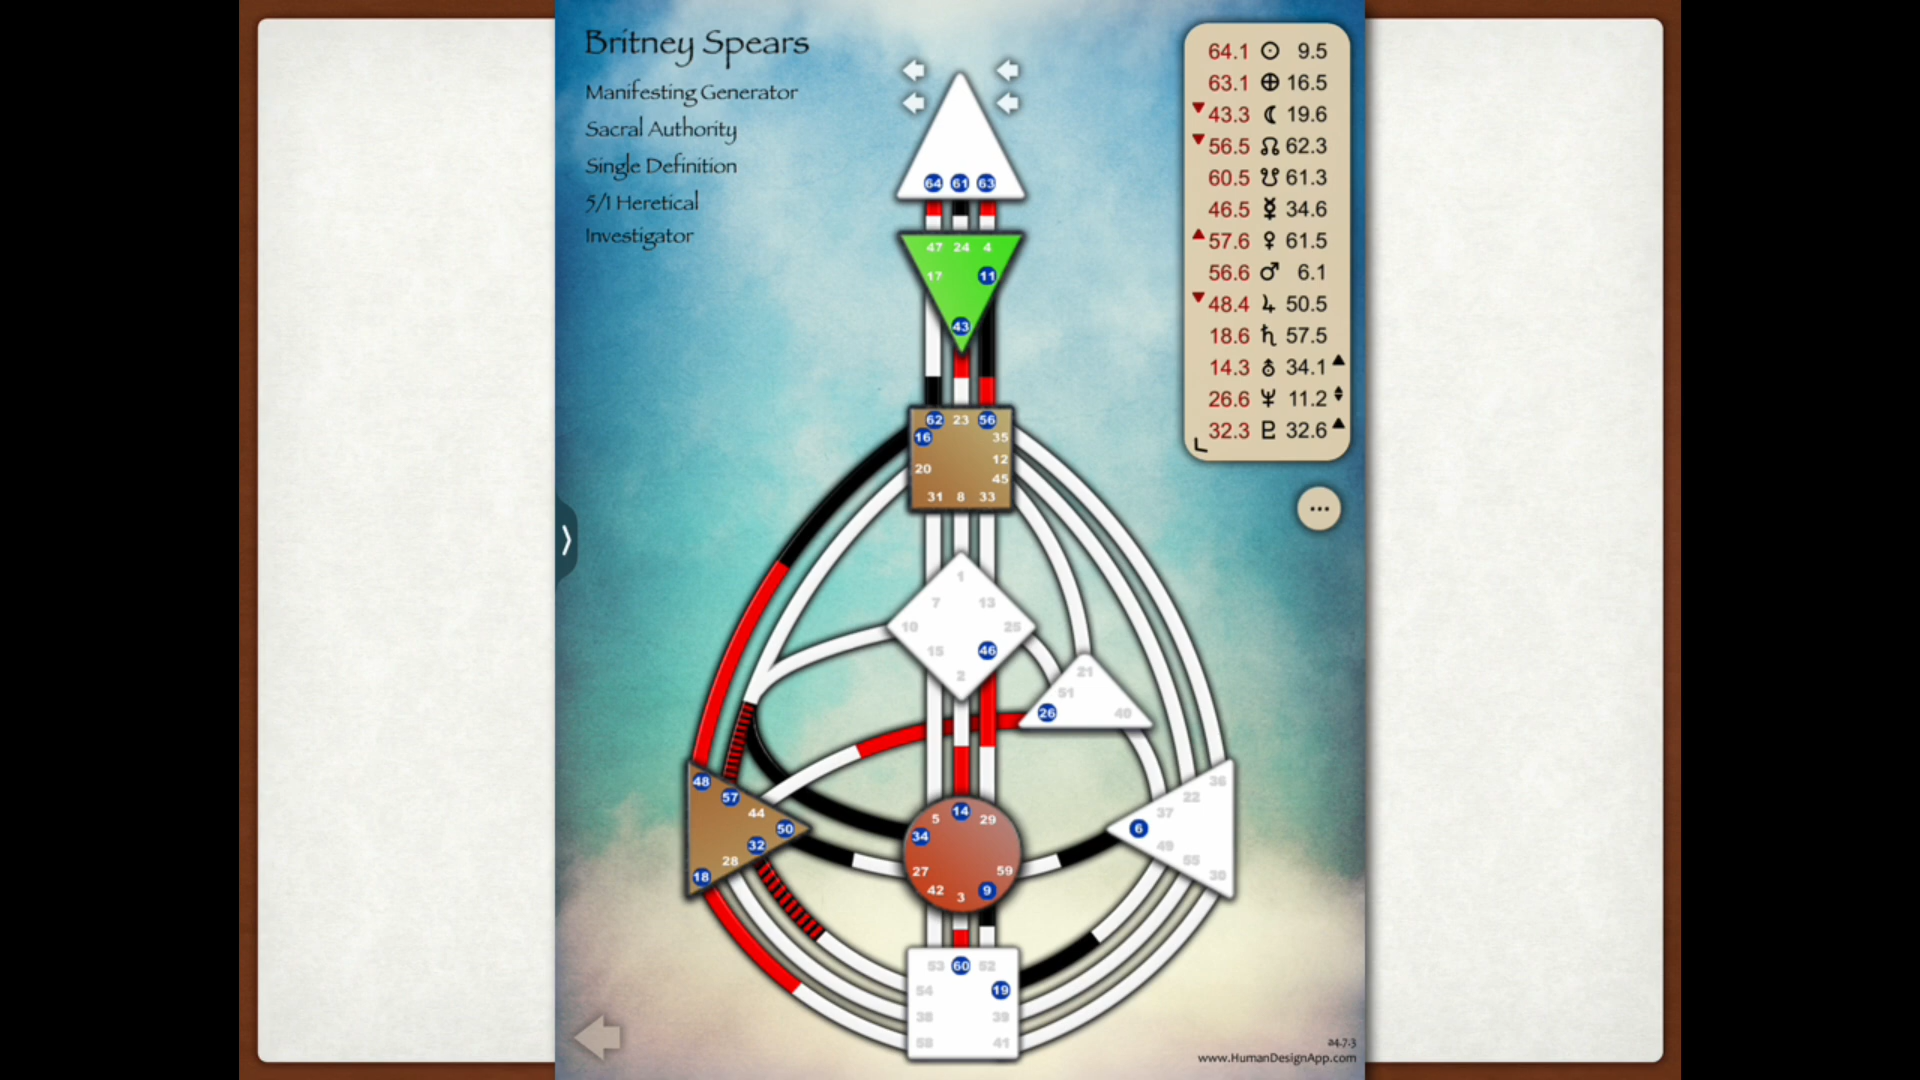 Britney Spears
Manifesting Generator
Sacral Authority
Single Definition
5/1 Heretical
Investigator
64.1 ☉ 9.5
63.1 ⊕ 16.5
▼ 43.3 ☾ 19.6
▼ 56.5 ☊ 62.3
60.5 ☋ 61.3
46.5 ☿ 34.6
▲ 57.6 ♀ 61.5
56.6 ♂ 6.1
▼ 48.4 ♃ 50.5
18.6 ♄ 57.5
14.3 ⛢ 34.1 ▲
26.6 ♆ 11.2 ♦
32.3 ♇ 32.6 ▲
...
64 61 63
47 24 4
17 11
43
62 23 56
16 35
12
20
45
31 8 33
1
7 13
10 25
15 46
2
21
51
26 40
48
57
44
50
32
28
18
5 14 29
34
27 59
42 3 9
36
22
37
6
49
55
30
53 60 52
54 19
38 39
58 41
a4.7.3
www.HumanDesignApp.com